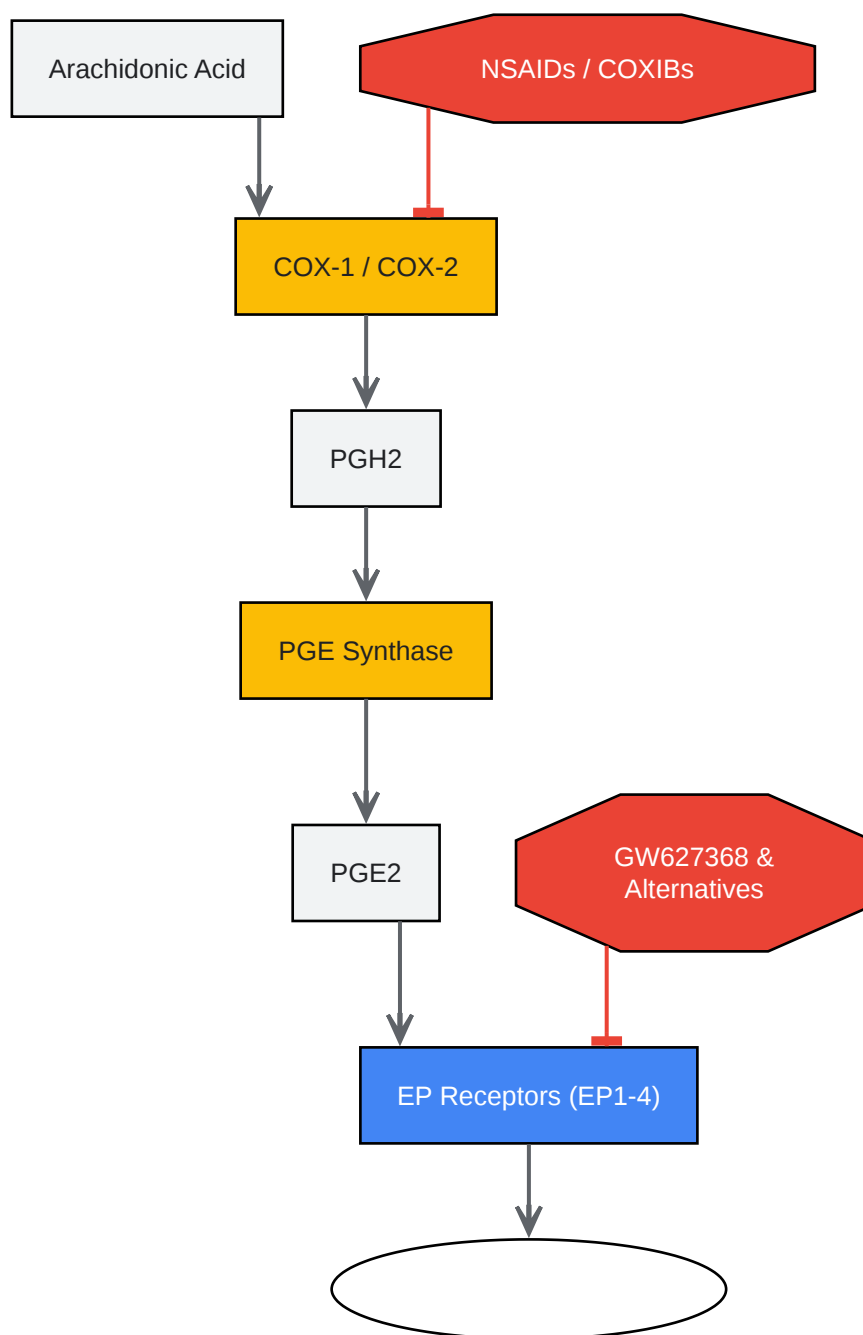 Arachidonic Acid
NSAIDs / COXIBs
COX-1 / COX-2
PGH2
PGE Synthase
PGE2
GW627368 &
Alternatives
EP Receptors (EP1-4)